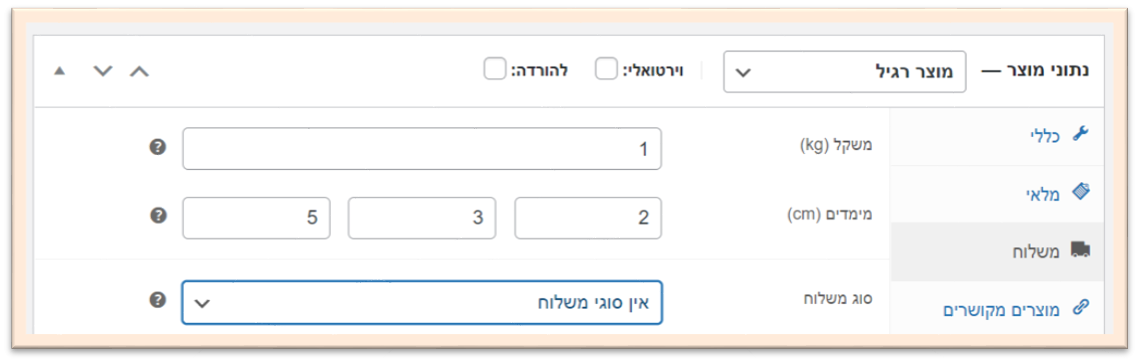 נתוני מוצר — מוצר רגיל וירטואלי: להורדה:
כללי
מלאי
משלוח
מוצרים מקושרים
משקל (kg) 1
מימדים (cm) 2 3 5
סוג משלוח אין סוגי משלוח